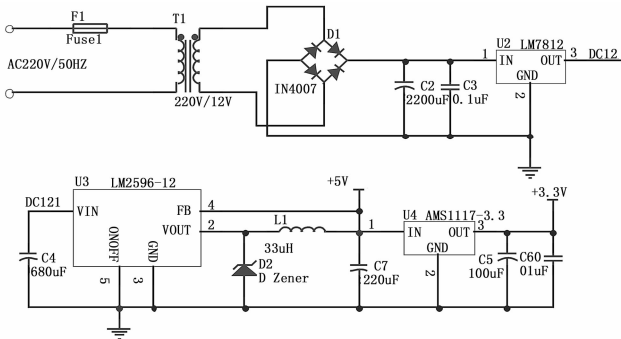 F1
Fuse1
T1
AC220V/50HZ
220V/12V
D1
IN4007
C2
2200uF
C3
0.1uF
1
U2
LM7812
IN
OUT
GND
3
DC12
2
U3
LM2596-12
DC121
VIN
ONOFF
GND
FB
VOUT
4
2
5
3
C4
680uF
D2
D Zener
L1
33uH
+5V
C7
220uF
1
U4
AMS1117-3.3
IN
OUT
GND
3
2
+3.3V
C5
100uF
C60
01uF